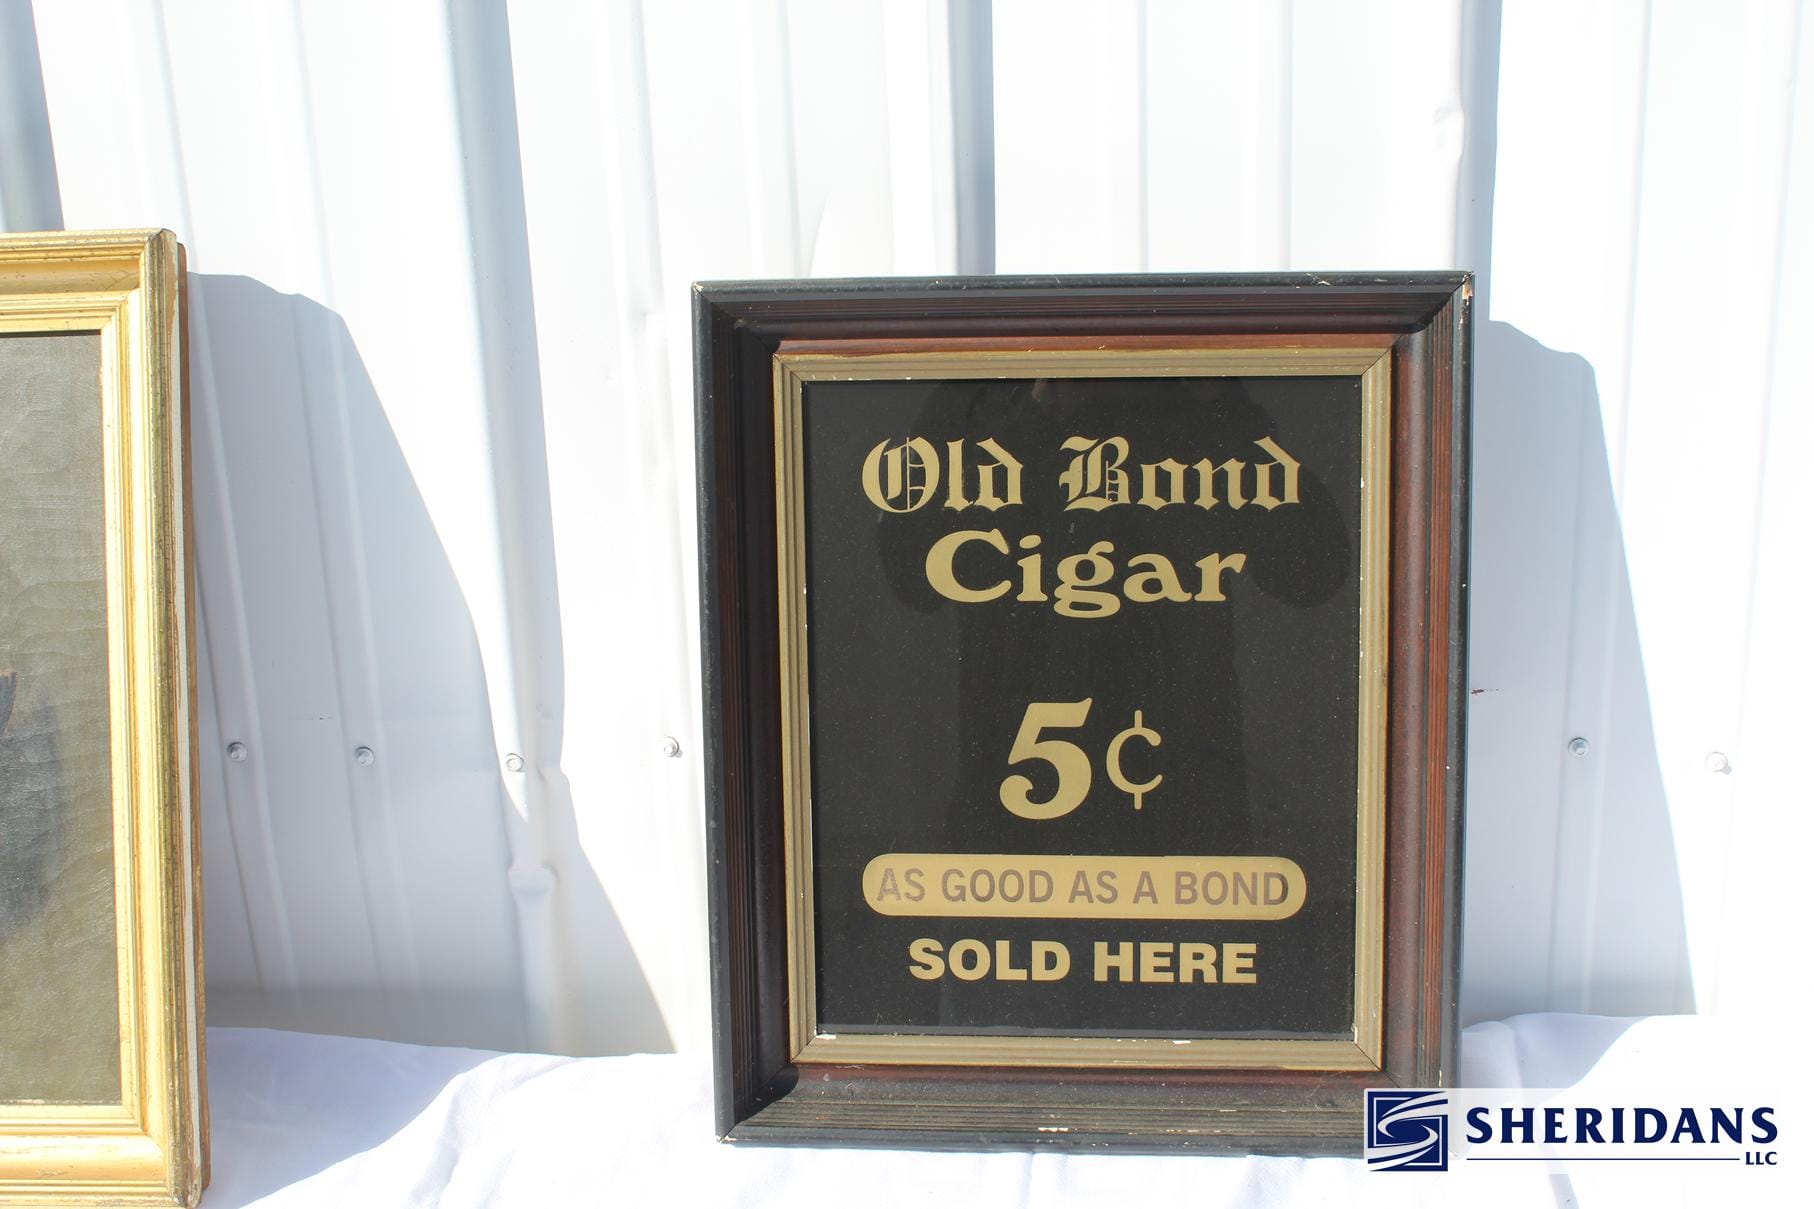 Old Bond
Cigar
5¢
AS GOOD AS A BOND
SOLD HERE
SHERIDANS
LLC